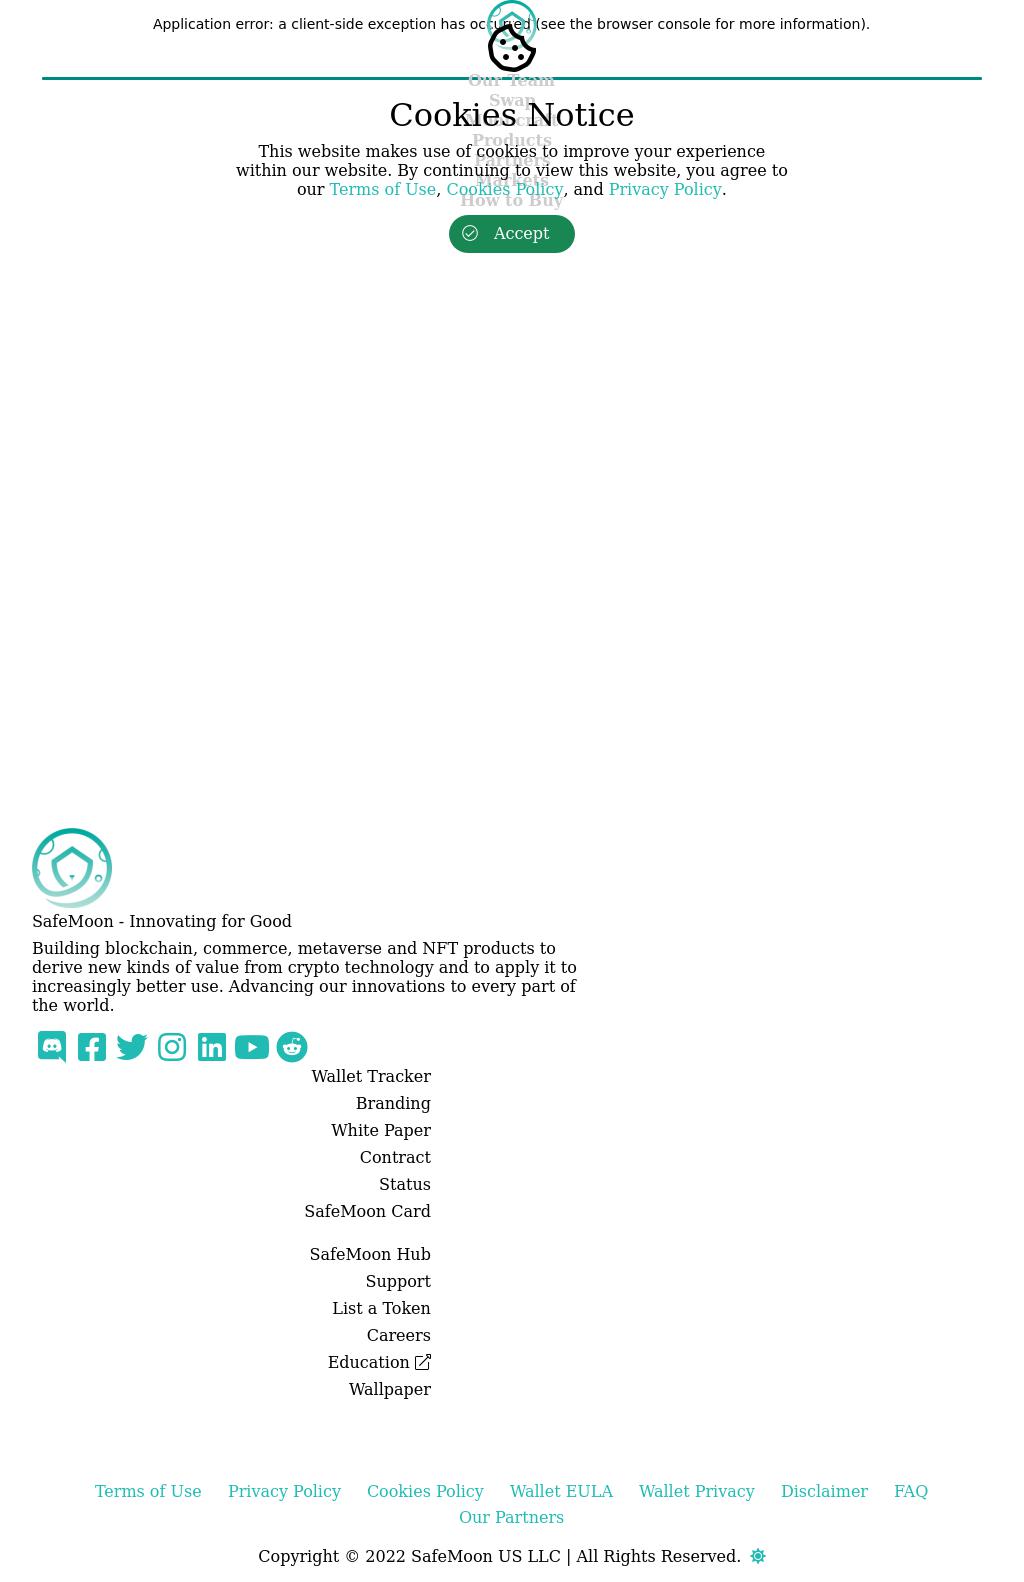 Application error: a client-side exception has occurred (see the browser console for more information).
Our Team
Swap
Cookies Notice
Products
This website makes use of cookies to improve your experience
Partners
within our website. By continuing to view this website, you agree to
Markets
our Terms of Use, Cookies Policy, and Privacy Policy.
How to Buy
Accept
SafeMoon - Innovating for Good
Building blockchain, commerce, metaverse and NFT products to
derive new kinds of value from crypto technology and to apply it to
increasingly better use. Advancing our innovations to every part of
the world.
Wallet Tracker
Branding
White Paper
Contract
Status
SafeMoon Card
SafeMoon Hub
Support
List a Token
Careers
Education
Wallpaper
Terms of Use Privacy Policy Cookies Policy Wallet EULA Wallet Privacy Disclaimer FAQ
Our Partners
Copyright © 2022 SafeMoon US LLC | All Rights Reserved.